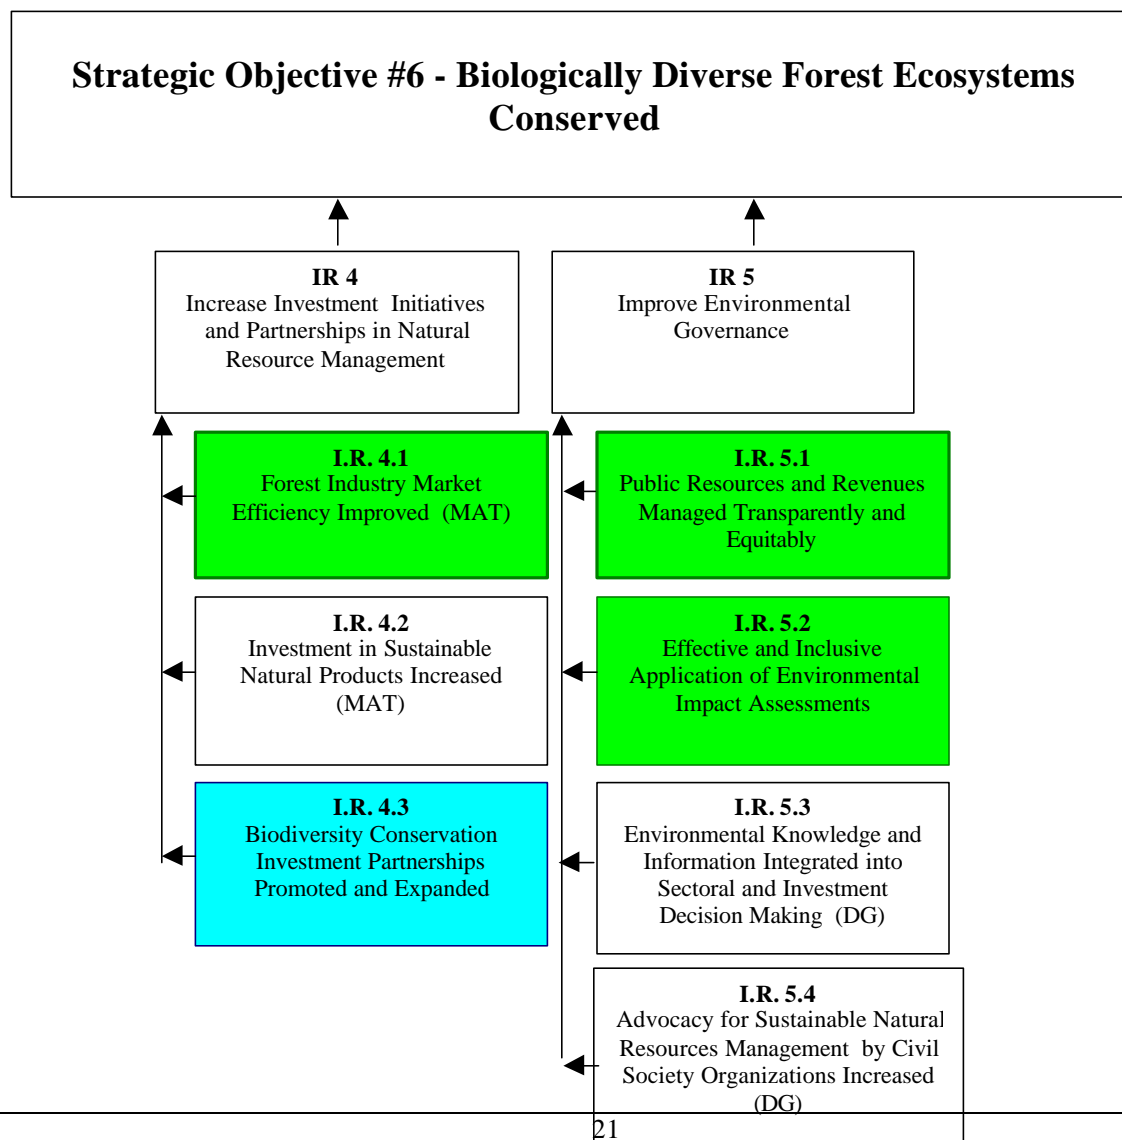 Strategic Objective #6 - Biologically Diverse Forest Ecosystems
Conserved
IR 4
Increase Investment Initiatives
and Partnerships in Natural
Resource Management
IR 5
Improve Environmental
Governance
I.R. 4.1
Forest Industry Market
Efficiency Improved (MAT)
I.R. 5.1
Public Resources and Revenues
Managed Transparently and
Equitably
I.R. 4.2
Investment in Sustainable
Natural Products Increased
(MAT)
I.R. 5.2
Effective and Inclusive
Application of Environmental
Impact Assessments
I.R. 4.3
Biodiversity Conservation
Investment Partnerships
Promoted and Expanded
I.R. 5.3
Environmental Knowledge and
Information Integrated into
Sectoral and Investment
Decision Making (DG)
I.R. 5.4
Advocacy for Sustainable Natural
Resources Management by Civil
Society Organizations Increased
(DG)
21